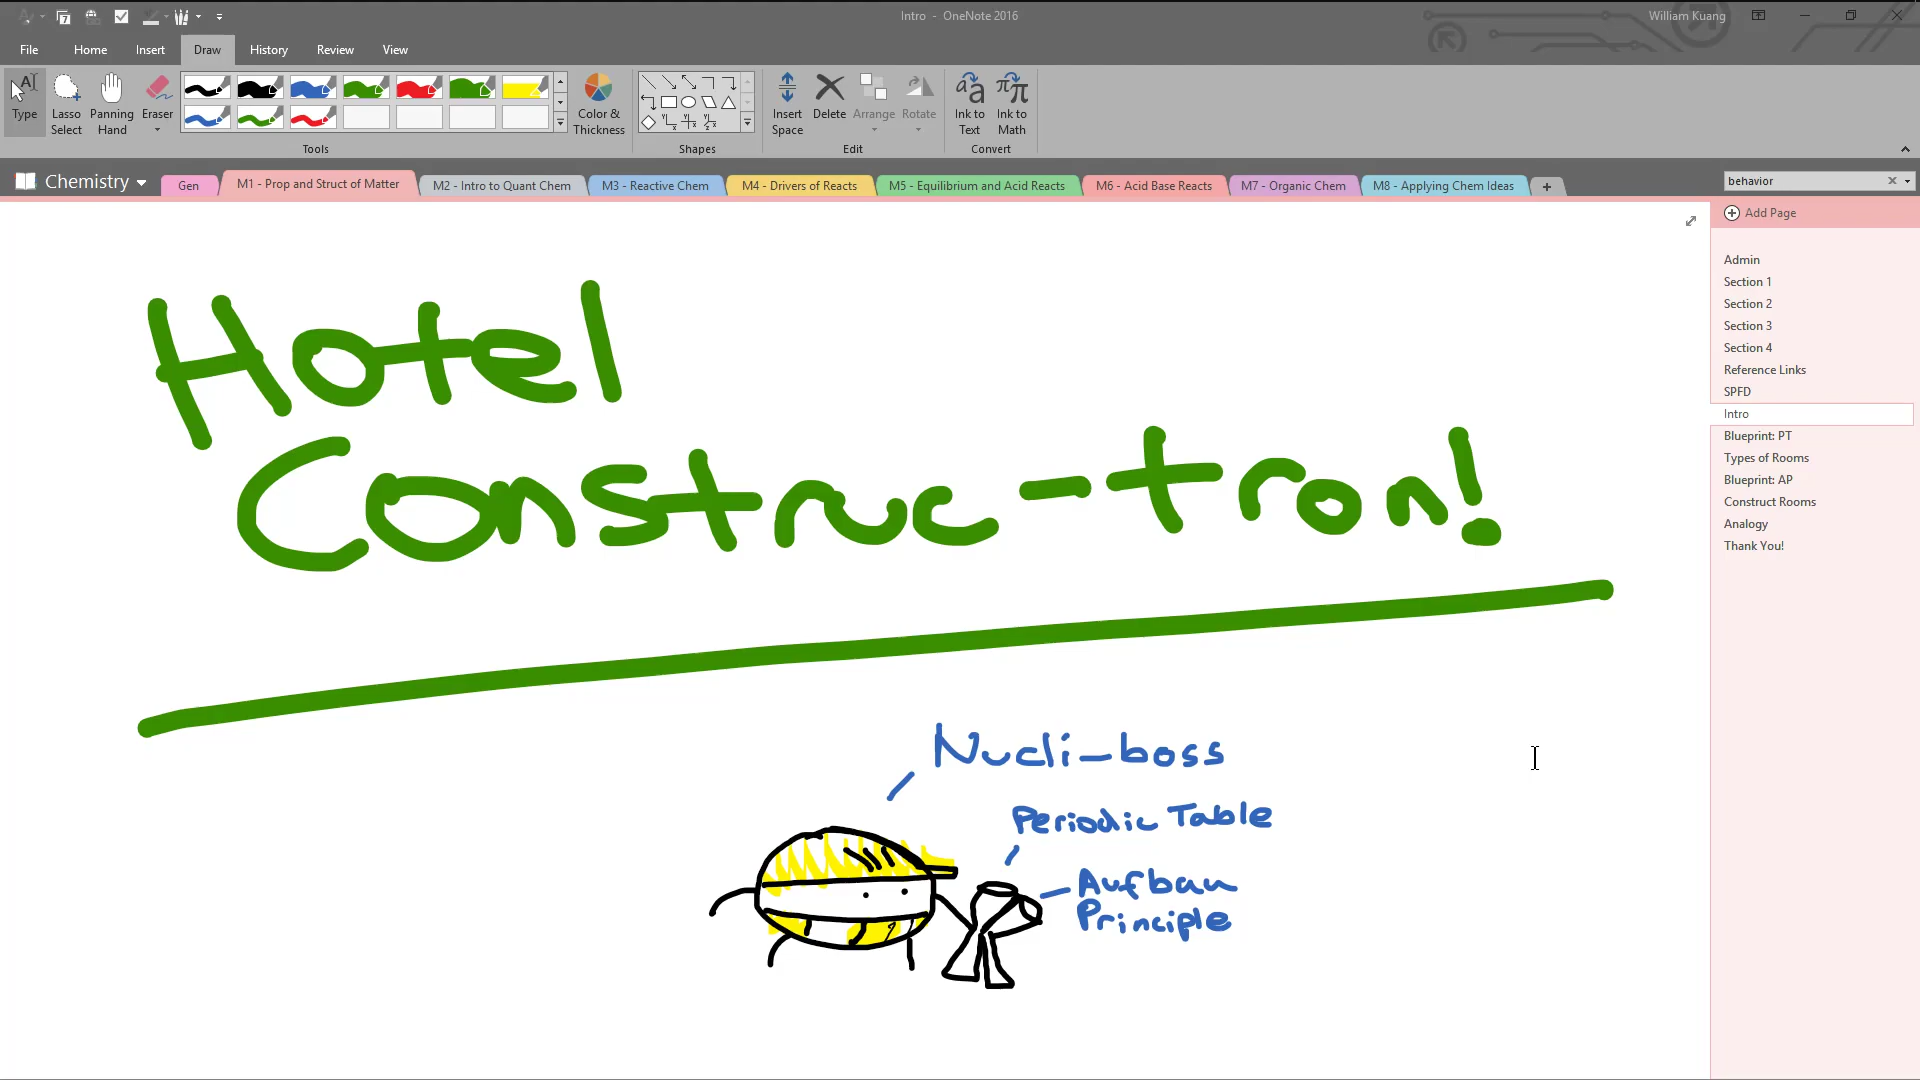 Intro - OneNote 2016
William Kuang
File Home Insert Draw History Review View
Type
Lasso Select
Panning Hand
Eraser
Color & Thickness
Insert Space
Delete
Arrange
Rotate
Ink to Text
Ink to Math
Tools
Shapes
Edit
Convert
Chemistry
Gen
M1 - Prop and Struct of Matter
M2 - Intro to Quant Chem
M3 - Reactive Chem
M4 - Drivers of Reacts
M5 - Equilibrium and Acid Reacts
M6 - Acid Base Reacts
M7 - Organic Chem
M8 - Applying Chem Ideas
behavior
Add Page
Admin
Section 1
Section 2
Section 3
Section 4
Reference Links
SPFD
Intro
Blueprint: PT
Types of Rooms
Blueprint: AP
Construct Rooms
Analogy
Thank You!
Hotel
Construc-tron!
Nucli-boss
Periodic Table
Aufbau
Principle